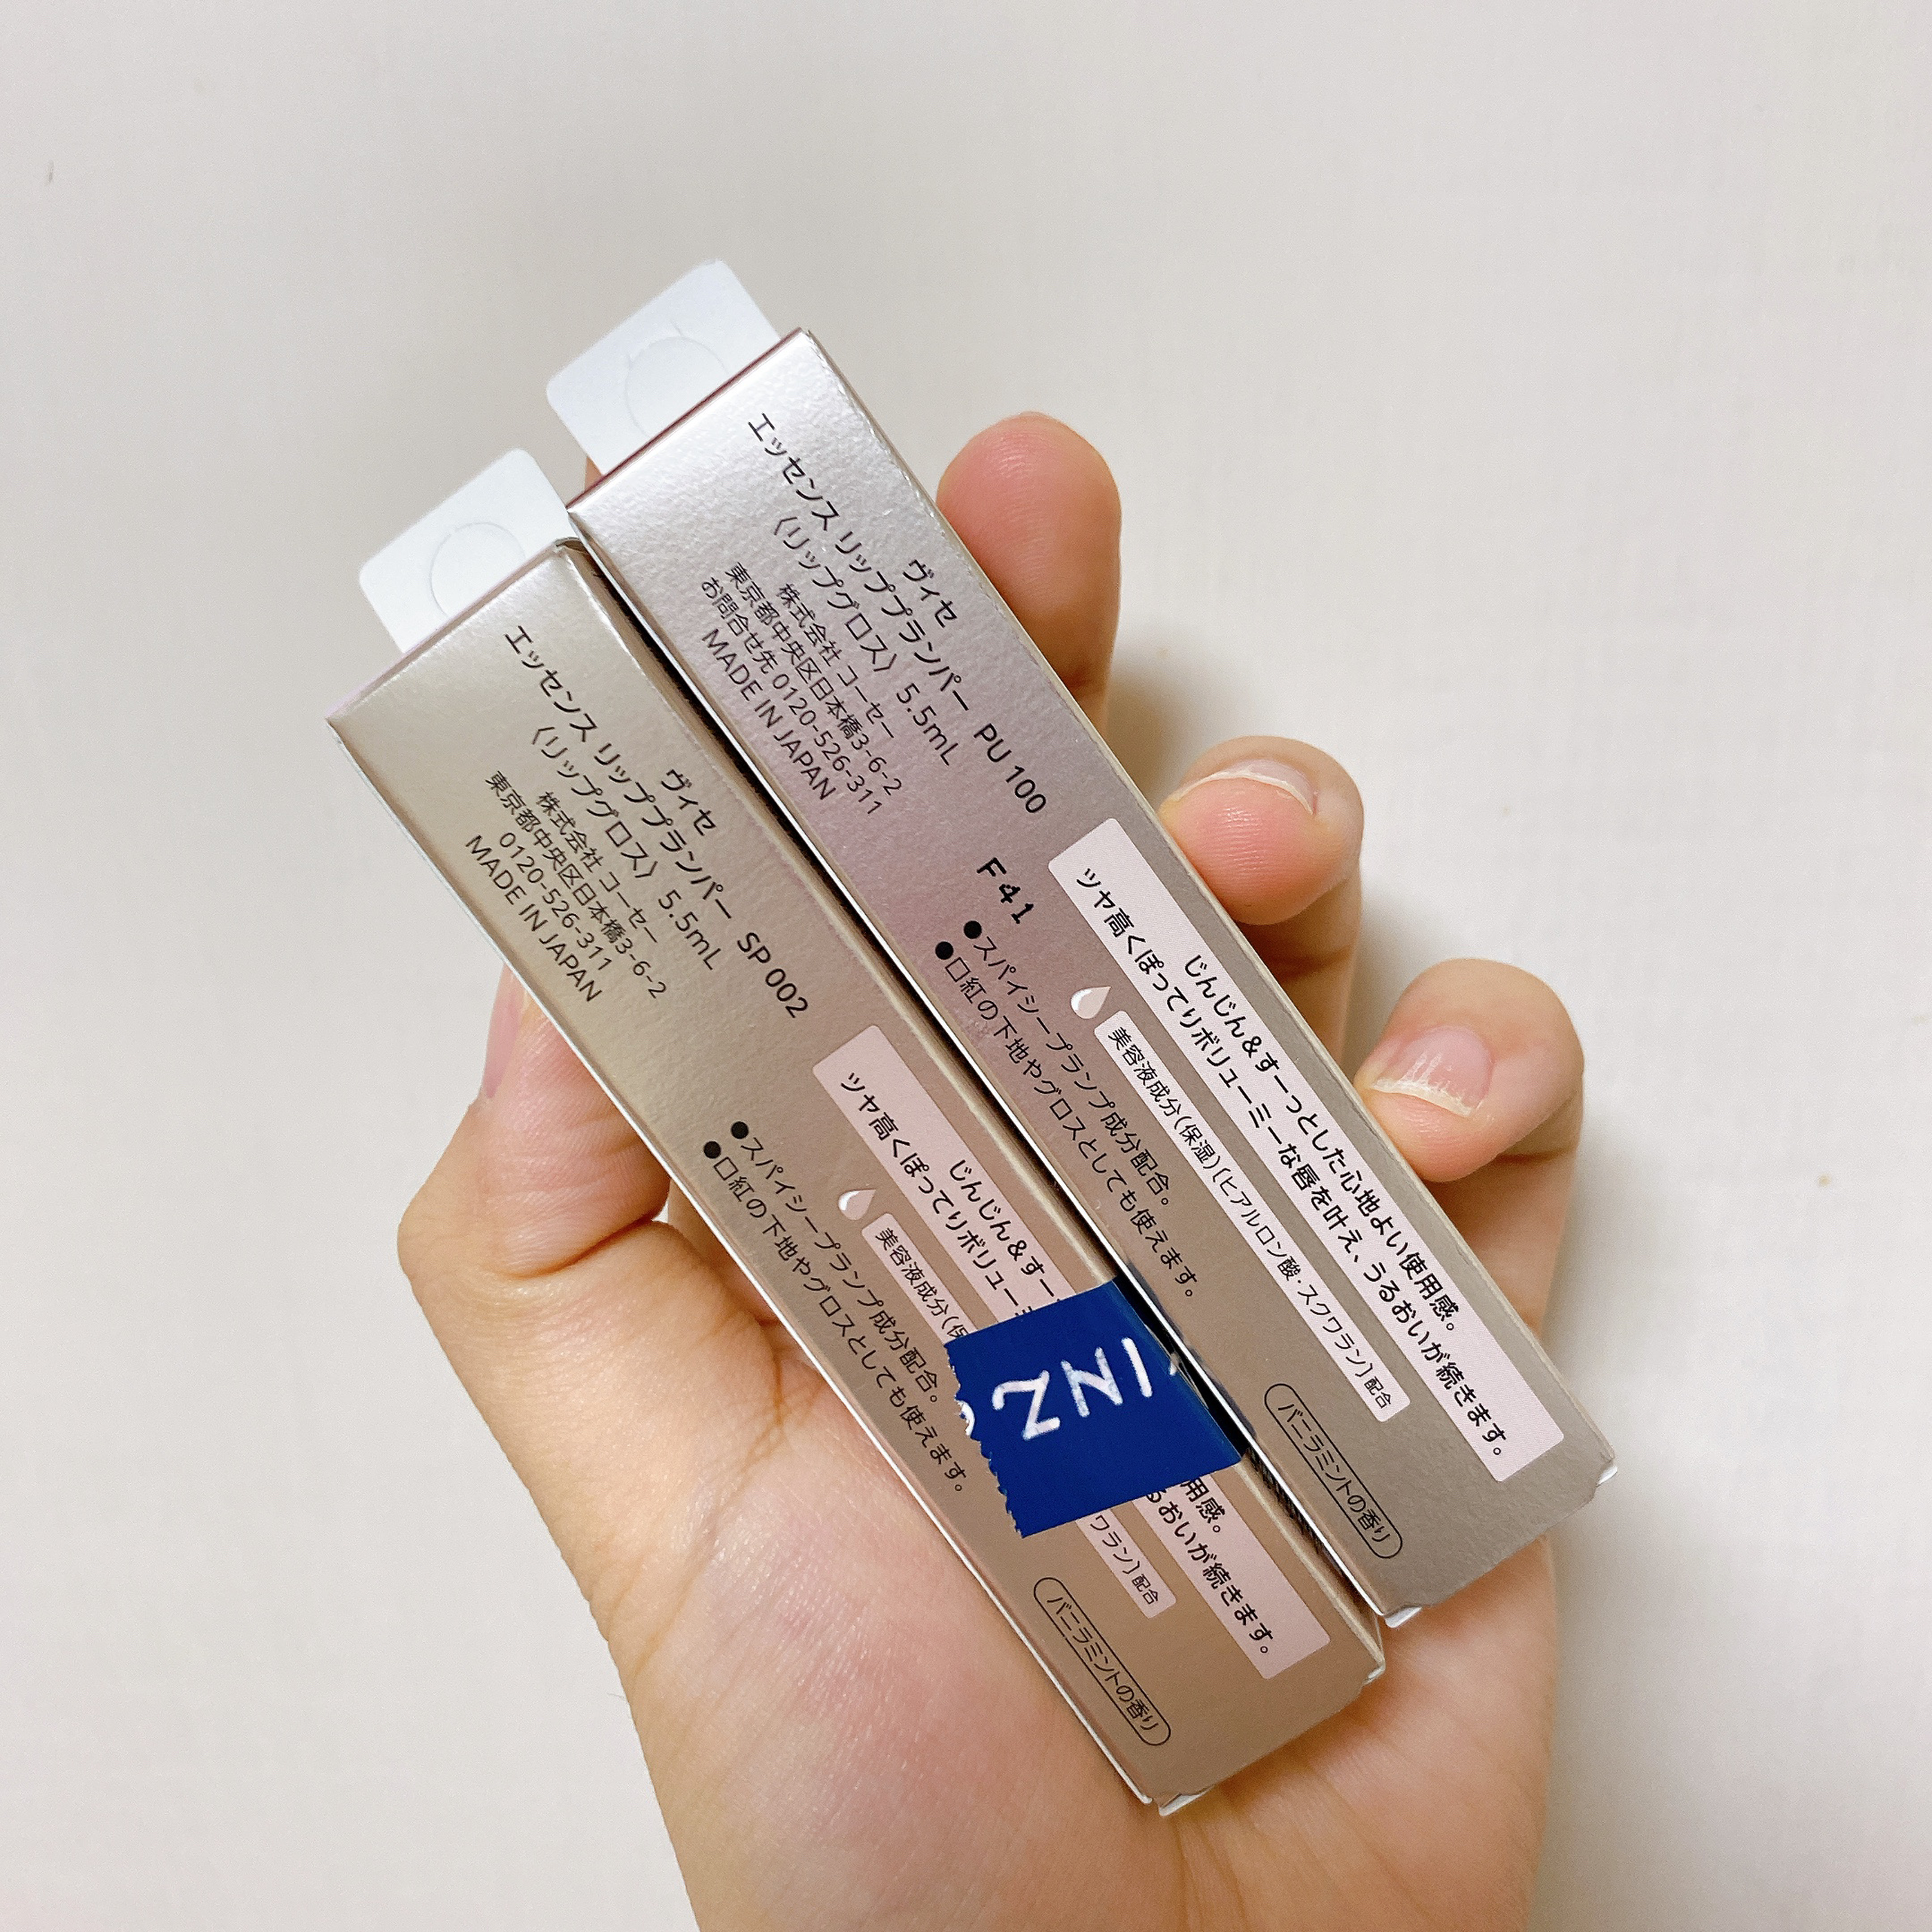 ヴィセ
エッセンス リッププランパー PU 100
〈リップグロス〉 5.5mL
株式会社 コーセー
東京都中央区日本橋3-6-2
お問合せ先 0120-526-311
MADE IN JAPAN
F41
じんじん&すーっとした心地よい使用感。
ツヤ高くぽってりボリューミーな唇を叶え、うるおいが続きます。
美容液成分(保湿)〔ヒアルロン酸・スクワラン〕配合
●スパイシープランプ成分配合。
●口紅の下地やグロスとしても使えます。
バニラミントの香り
ヴィセ
エッセンス リッププランパー SP 002
〈リップグロス〉 5.5mL
株式会社 コーセー
東京都中央区日本橋3-6-2
0120-526-311
MADE IN JAPAN
じんじん&すー 用感。
ツヤ高くぽってりボリュー るおいが続きます。
美容液成分(保 ワラン〕配合
●スパイシープランプ成分配合。
●口紅の下地やグロスとしても使えます。
バニラミントの香り